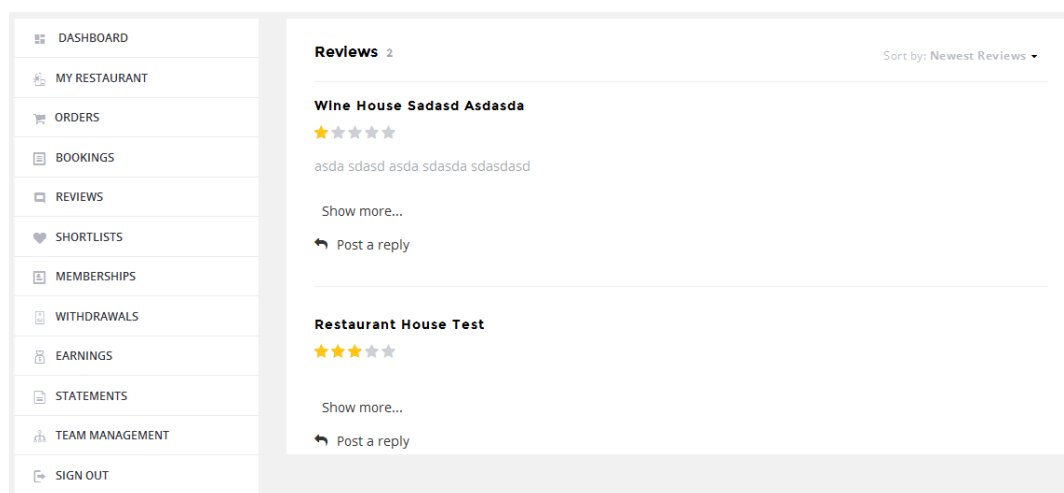 DASHBOARD
MY RESTAURANT
ORDERS
BOOKINGS
REVIEWS
SHORTLISTS
MEMBERSHIPS
WITHDRAWALS
EARNINGS
STATEMENTS
TEAM MANAGEMENT
SIGN OUT
Reviews 2
Sort by: Newest Reviews
Wine House Sadasd Asdasda
asda sdasd asda sdasda sdasdasd
Show more...
Post a reply
Restaurant House Test
Show more...
Post a reply